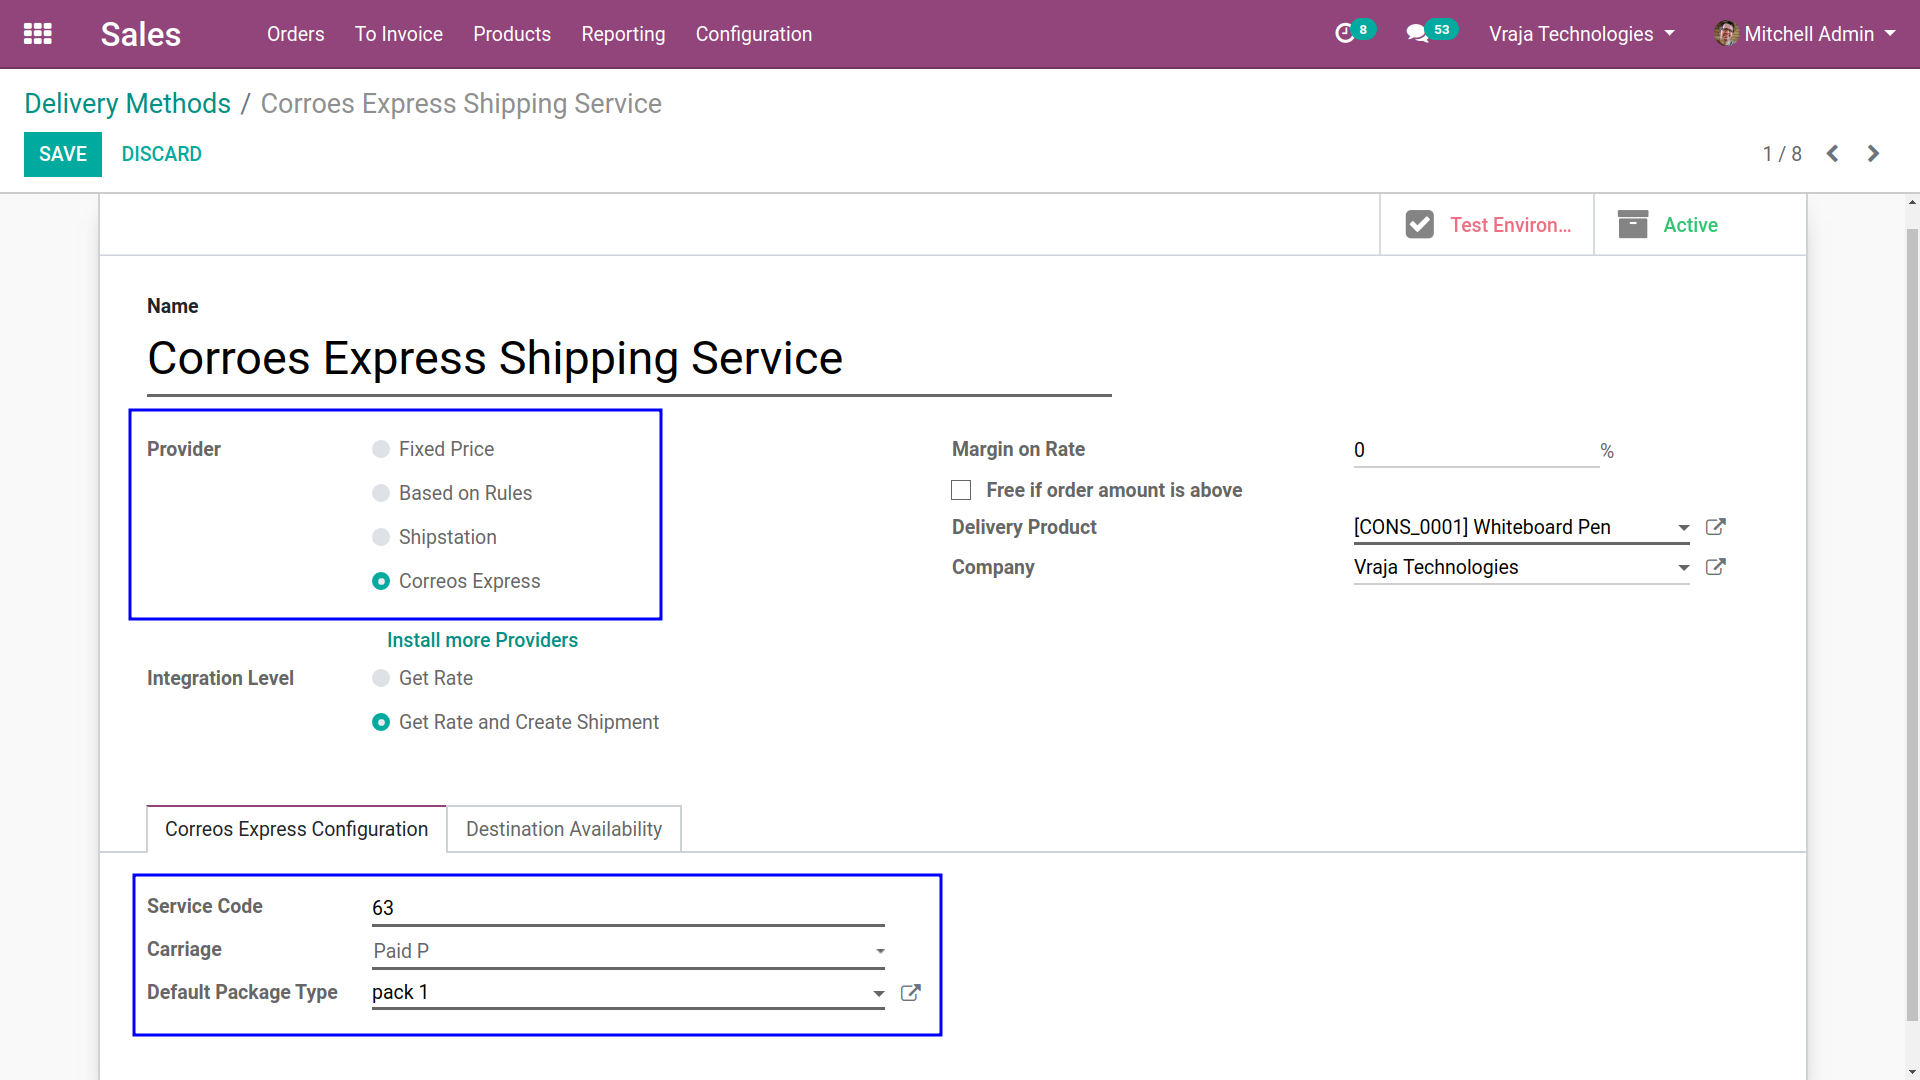 Sales Orders To Invoice Products Reporting Configuration 8 53 Vraja Technologies Mitchell Admin
Delivery Methods / Corroes Express Shipping Service
SAVE DISCARD 1 / 8
Test Environ... Active
Name
Corroes Express Shipping Service
Provider Fixed Price Margin on Rate 0 %
Based on Rules Free if order amount is above
Shipstation Delivery Product [CONS_0001] Whiteboard Pen
Correos Express Company Vraja Technologies
Install more Providers
Integration Level Get Rate
Get Rate and Create Shipment
Correos Express Configuration Destination Availability
Service Code 63
Carriage Paid P
Default Package Type pack 1